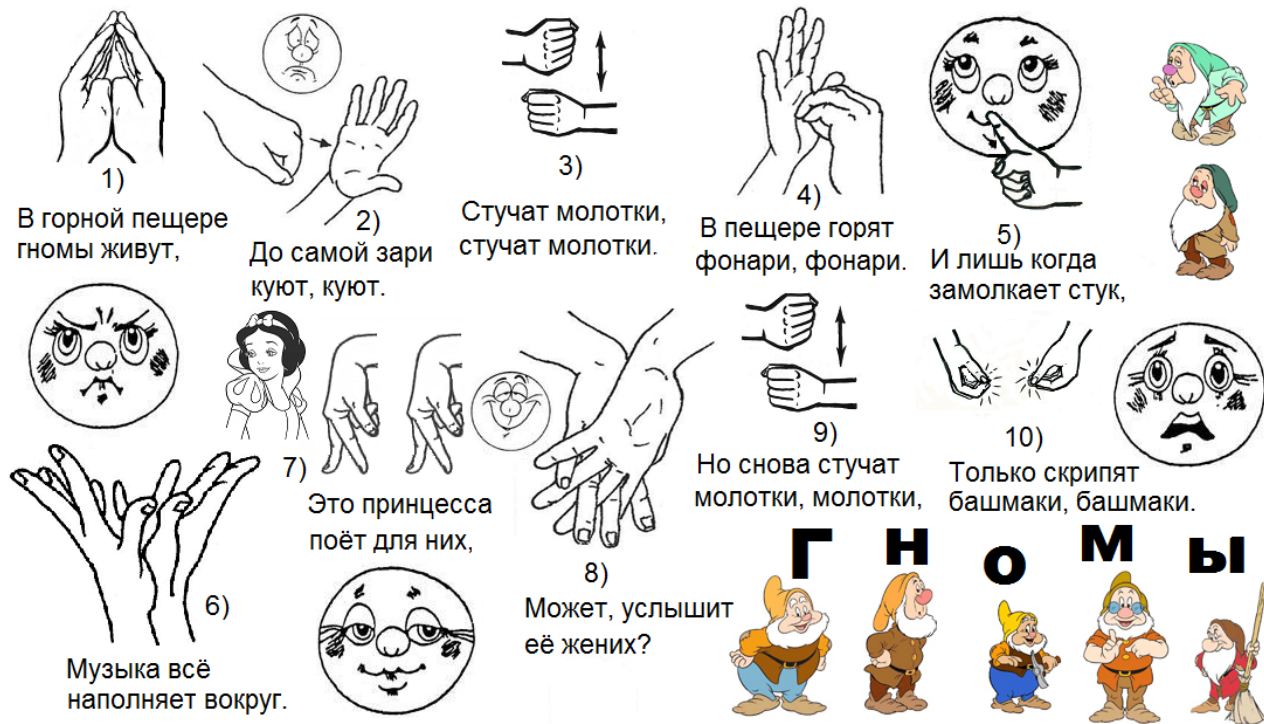 1)
В горной пещере
гномы живут,
2)
До самой зари
куют, куют.
3)
Стучат молотки,
стучат молотки.
4)
В пещере горят
фонари, фонари.
5)
И лишь когда
замолкает стук,
6)
Музыка всё
наполняет вокруг.
7)
Это принцесса
поёт для них,
8)
Может, услышит
её жених?
9)
Но снова стучат
молотки, молотки,
10)
Только скрипят
башмаки, башмаки.
Гномы